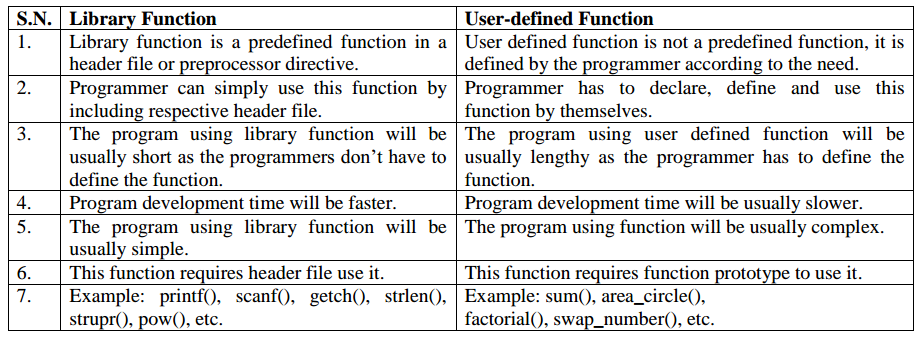 S.N. Library Function User-defined Function
1. Library function is a predefined function in a User defined function is not a predefined function, it is
header file or preprocessor directive. defined by the programmer according to the need.
2. Programmer can simply use this function by Programmer has to declare, define and use this
including respective header file. function by themselves.
3. The program using library function will be The program using user defined function will be
usually short as the programmers don’t have to usually lengthy as the programmer has to define the
define the function. function.
4. Program development time will be faster. Program development time will be usually slower.
5. The program using library function will be The program using function will be usually complex.
usually simple.
6. This function requires header file use it. This function requires function prototype to use it.
7. Example: printf(), scanf(), getch(), strlen(), Example: sum(), area_circle(),
strupr(), pow(), etc. factorial(), swap_number(), etc.